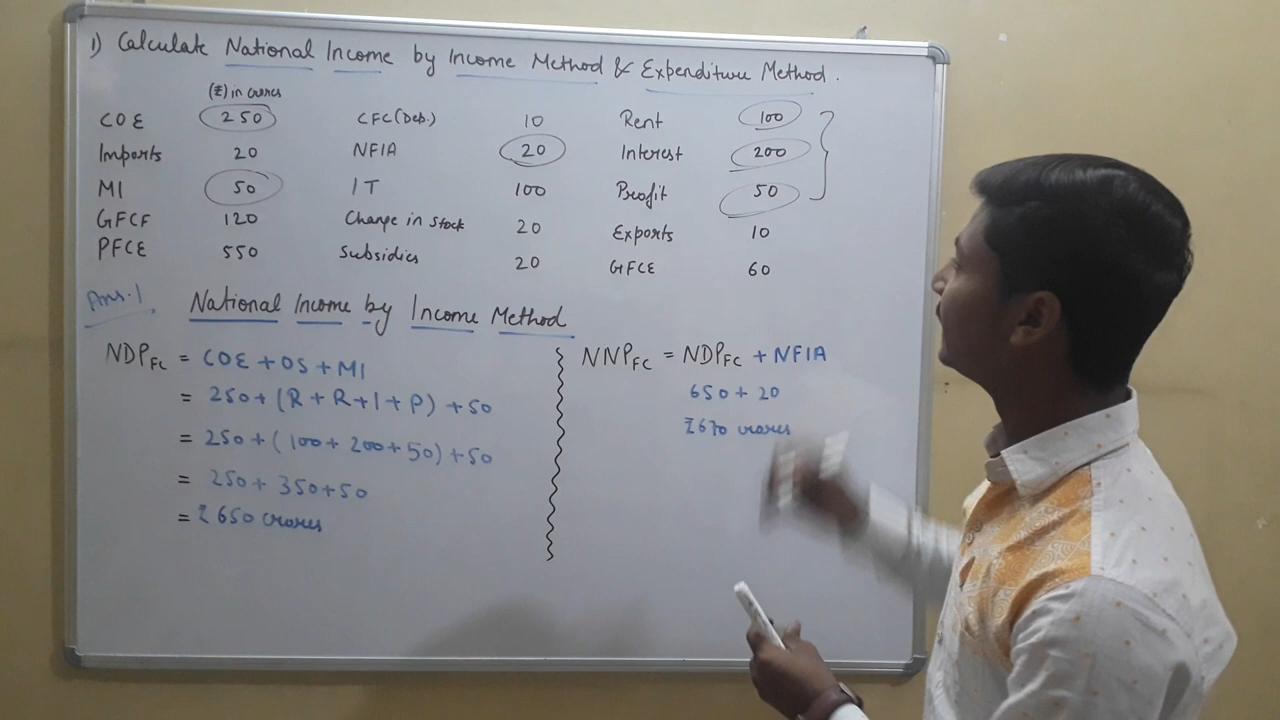 1) Calculate National Income by Income Method & Expenditure Method.
(₹) in crores
COE 250 CFC (Dep.) 10 Rent 100
Imports 20 NFIA 20 Interest 200
MI 50 IT 100 Profit 50
GFCF 120 Change in Stock 20 Exports 10
PFCE 550 Subsidies 20 GFCE 60
Ans.1 National Income by Income Method
NDPFC = COE + OS + MI
= 250 + (R + R + I + P) + 50
= 250 + (100 + 200 + 50) + 50
= 250 + 350 + 50
= ₹ 650 crores
NNPFC = NDPFC + NFIA
650 + 20
₹ 670 crores